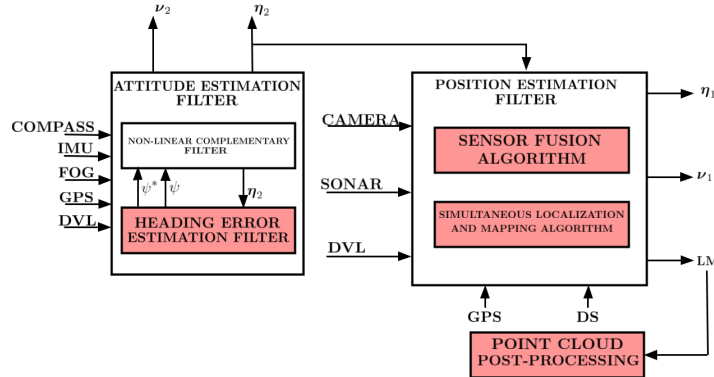 ν₂
η₂
ATTITUDE ESTIMATION
FILTER
POSITION ESTIMATION
FILTER
η₁
COMPASS
IMU
FOG
GPS
DVL
NON-LINEAR COMPLEMENTARY
FILTER
ψ*
ψ
η₂
HEADING ERROR
ESTIMATION FILTER
CAMERA
SONAR
DVL
SENSOR FUSION
ALGORITHM
ν₁
SIMULTANEOUS LOCALIZATION
AND MAPPING ALGORITHM
LM
GPS
DS
POINT CLOUD
POST-PROCESSING